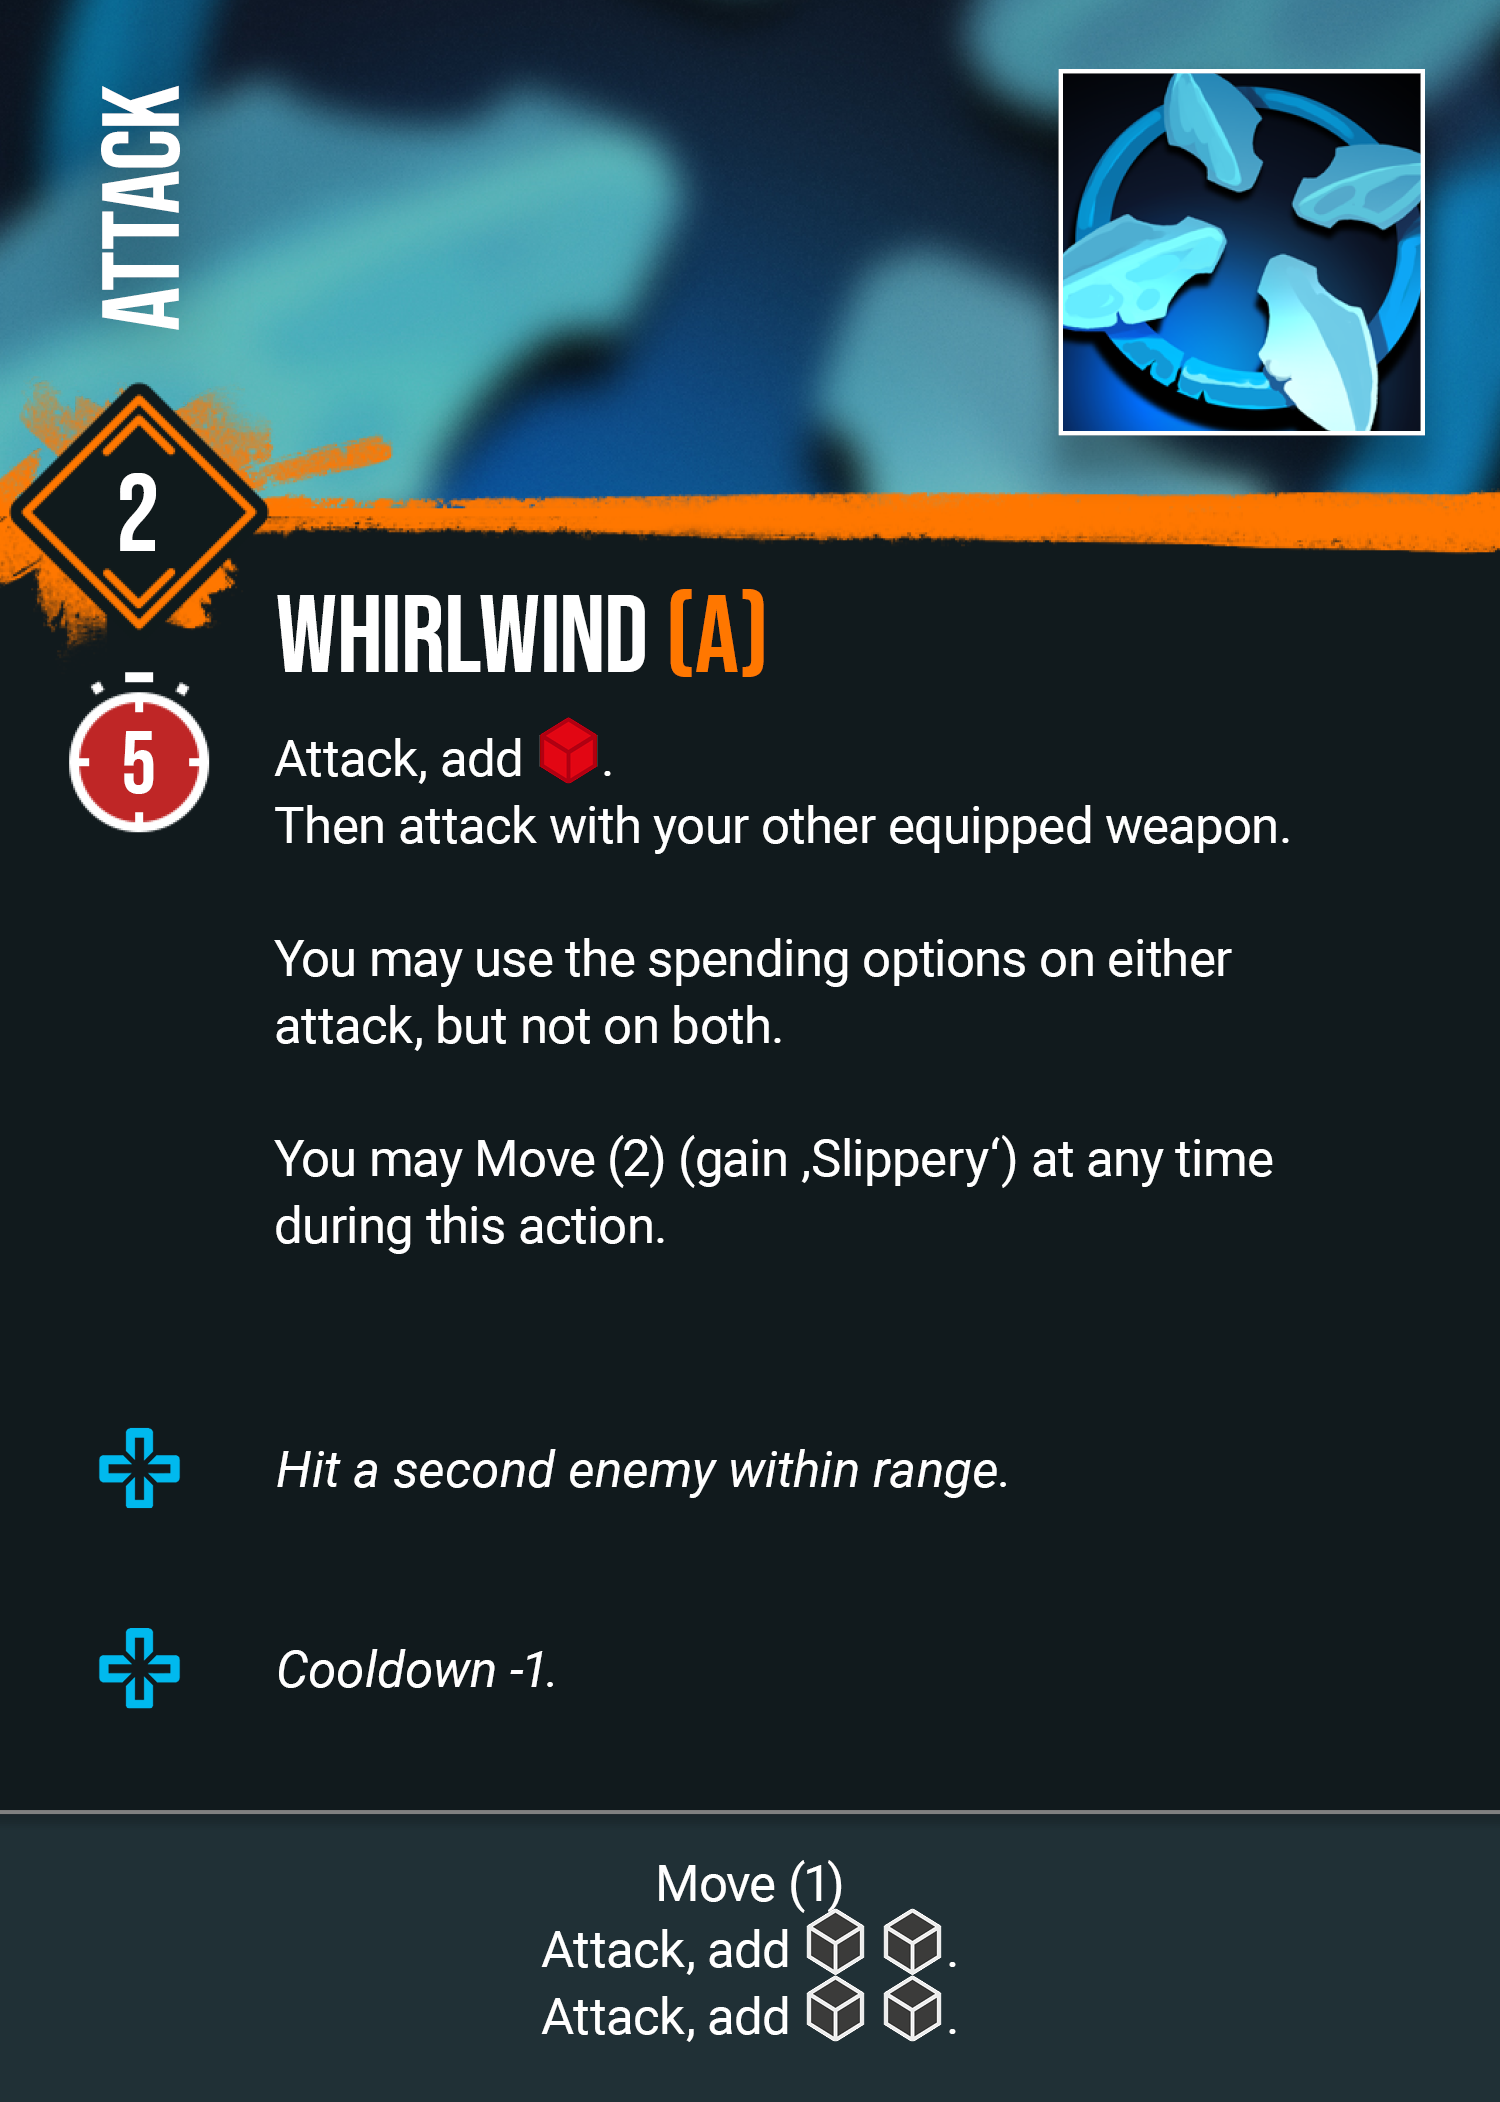 ATTACK
2
WHIRLWIND (A)
5
Attack, add .
Then attack with your other equipped weapon.
You may use the spending options on either
attack, but not on both.
You may Move (2) (gain ‚Slippery‘) at any time
during this action.
Hit a second enemy within range.
Cooldown -1.
Move (1)
Attack, add .
Attack, add .